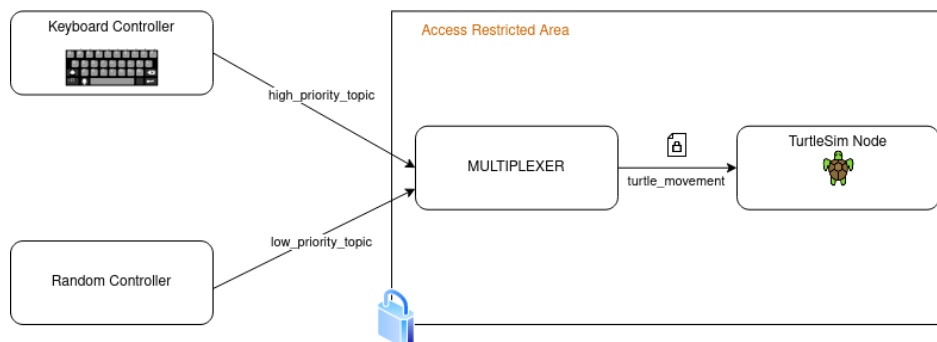 Keyboard Controller
Access Restricted Area
high_priority_topic
MULTIPLEXER
TurtleSim Node
turtle_movement
low_priority_topic
Random Controller